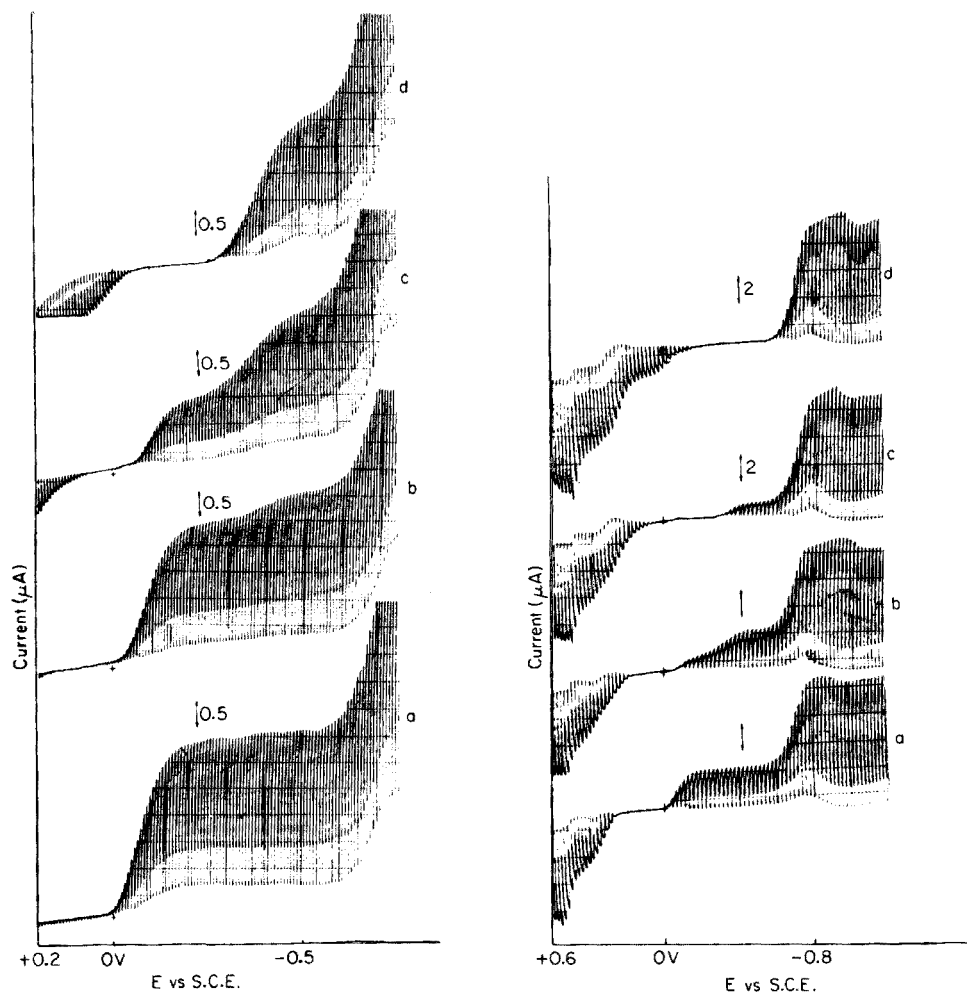 d
0.5
c
0.5
b
0.5
a
0.5
Current (μA)
+0.2 0V -0.5
E vs S.C.E.
d
2
c
2
b
a
Current (μA)
+0.6 0V -0.8
E vs S.C.E.